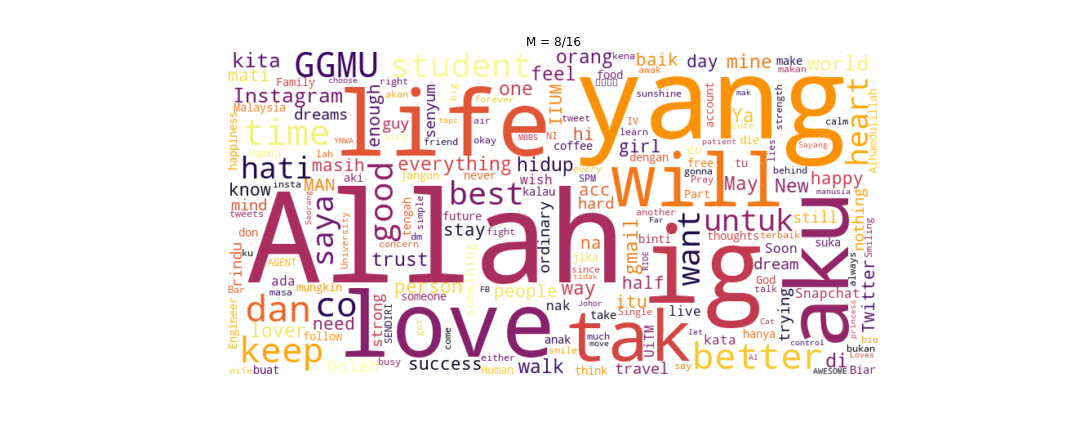 M = 8/16
kita
GGMU
student
orang
kena
baik
day
mine
make
world
mati
Family
choose
right
feel
food
awak
makan
Instagram
enough
akan
life
big
one
IIUM
yang
sunshine
account
mak
strength
heart
Malaysia
dreams
guy
senyum
forever
tweet
IV
Ya
cute
calm
Alhamdulillah
happiness
time
YNWA
girl
tapi
air
hi
learn
patient
die
friend
okay
MBBS
NI
coffee
girl
go
lies
Sayang
Hamba
lah
masih
everything
hidup
every
dengan
free
tu
behind
hati
aki
jangan
never
wish
SPM
will
gonna
Pray
May
New
happy
know
insta
MAN
good
best
kalau
acc
hard
Part
manusia
mind
tweets
Seorang
saya
Allah
simple
future
ordinary
another
Far
want
untuk
still
nothing
don
rindu
University
tengah
dm
stay
fight
na
gmail
binti
ig
thoughts
terbaik
aku
Smiling
ku
concern
trust
something
jika
since
RIDE
Soon
suka
always
AGENT
ada
mungkin
person
people
way
tidak
half
dream
God
talk
Snapchat
Twitter
Bar
masa
someone
FB
nak
Johor
itu
live
trying
princess
Engineer
dan
co
strong
SENDIRI
love
take
Single
UiTM
let
Cat
lover
need
got
come
anak
much
move
tak
kata
hanya
control
bio
keep
follow
success
either
smile
better
Al
bukan
di
Loves
wife
buat
bolen
busy
Human
walk
think
travel
say
AWESOME
Biar